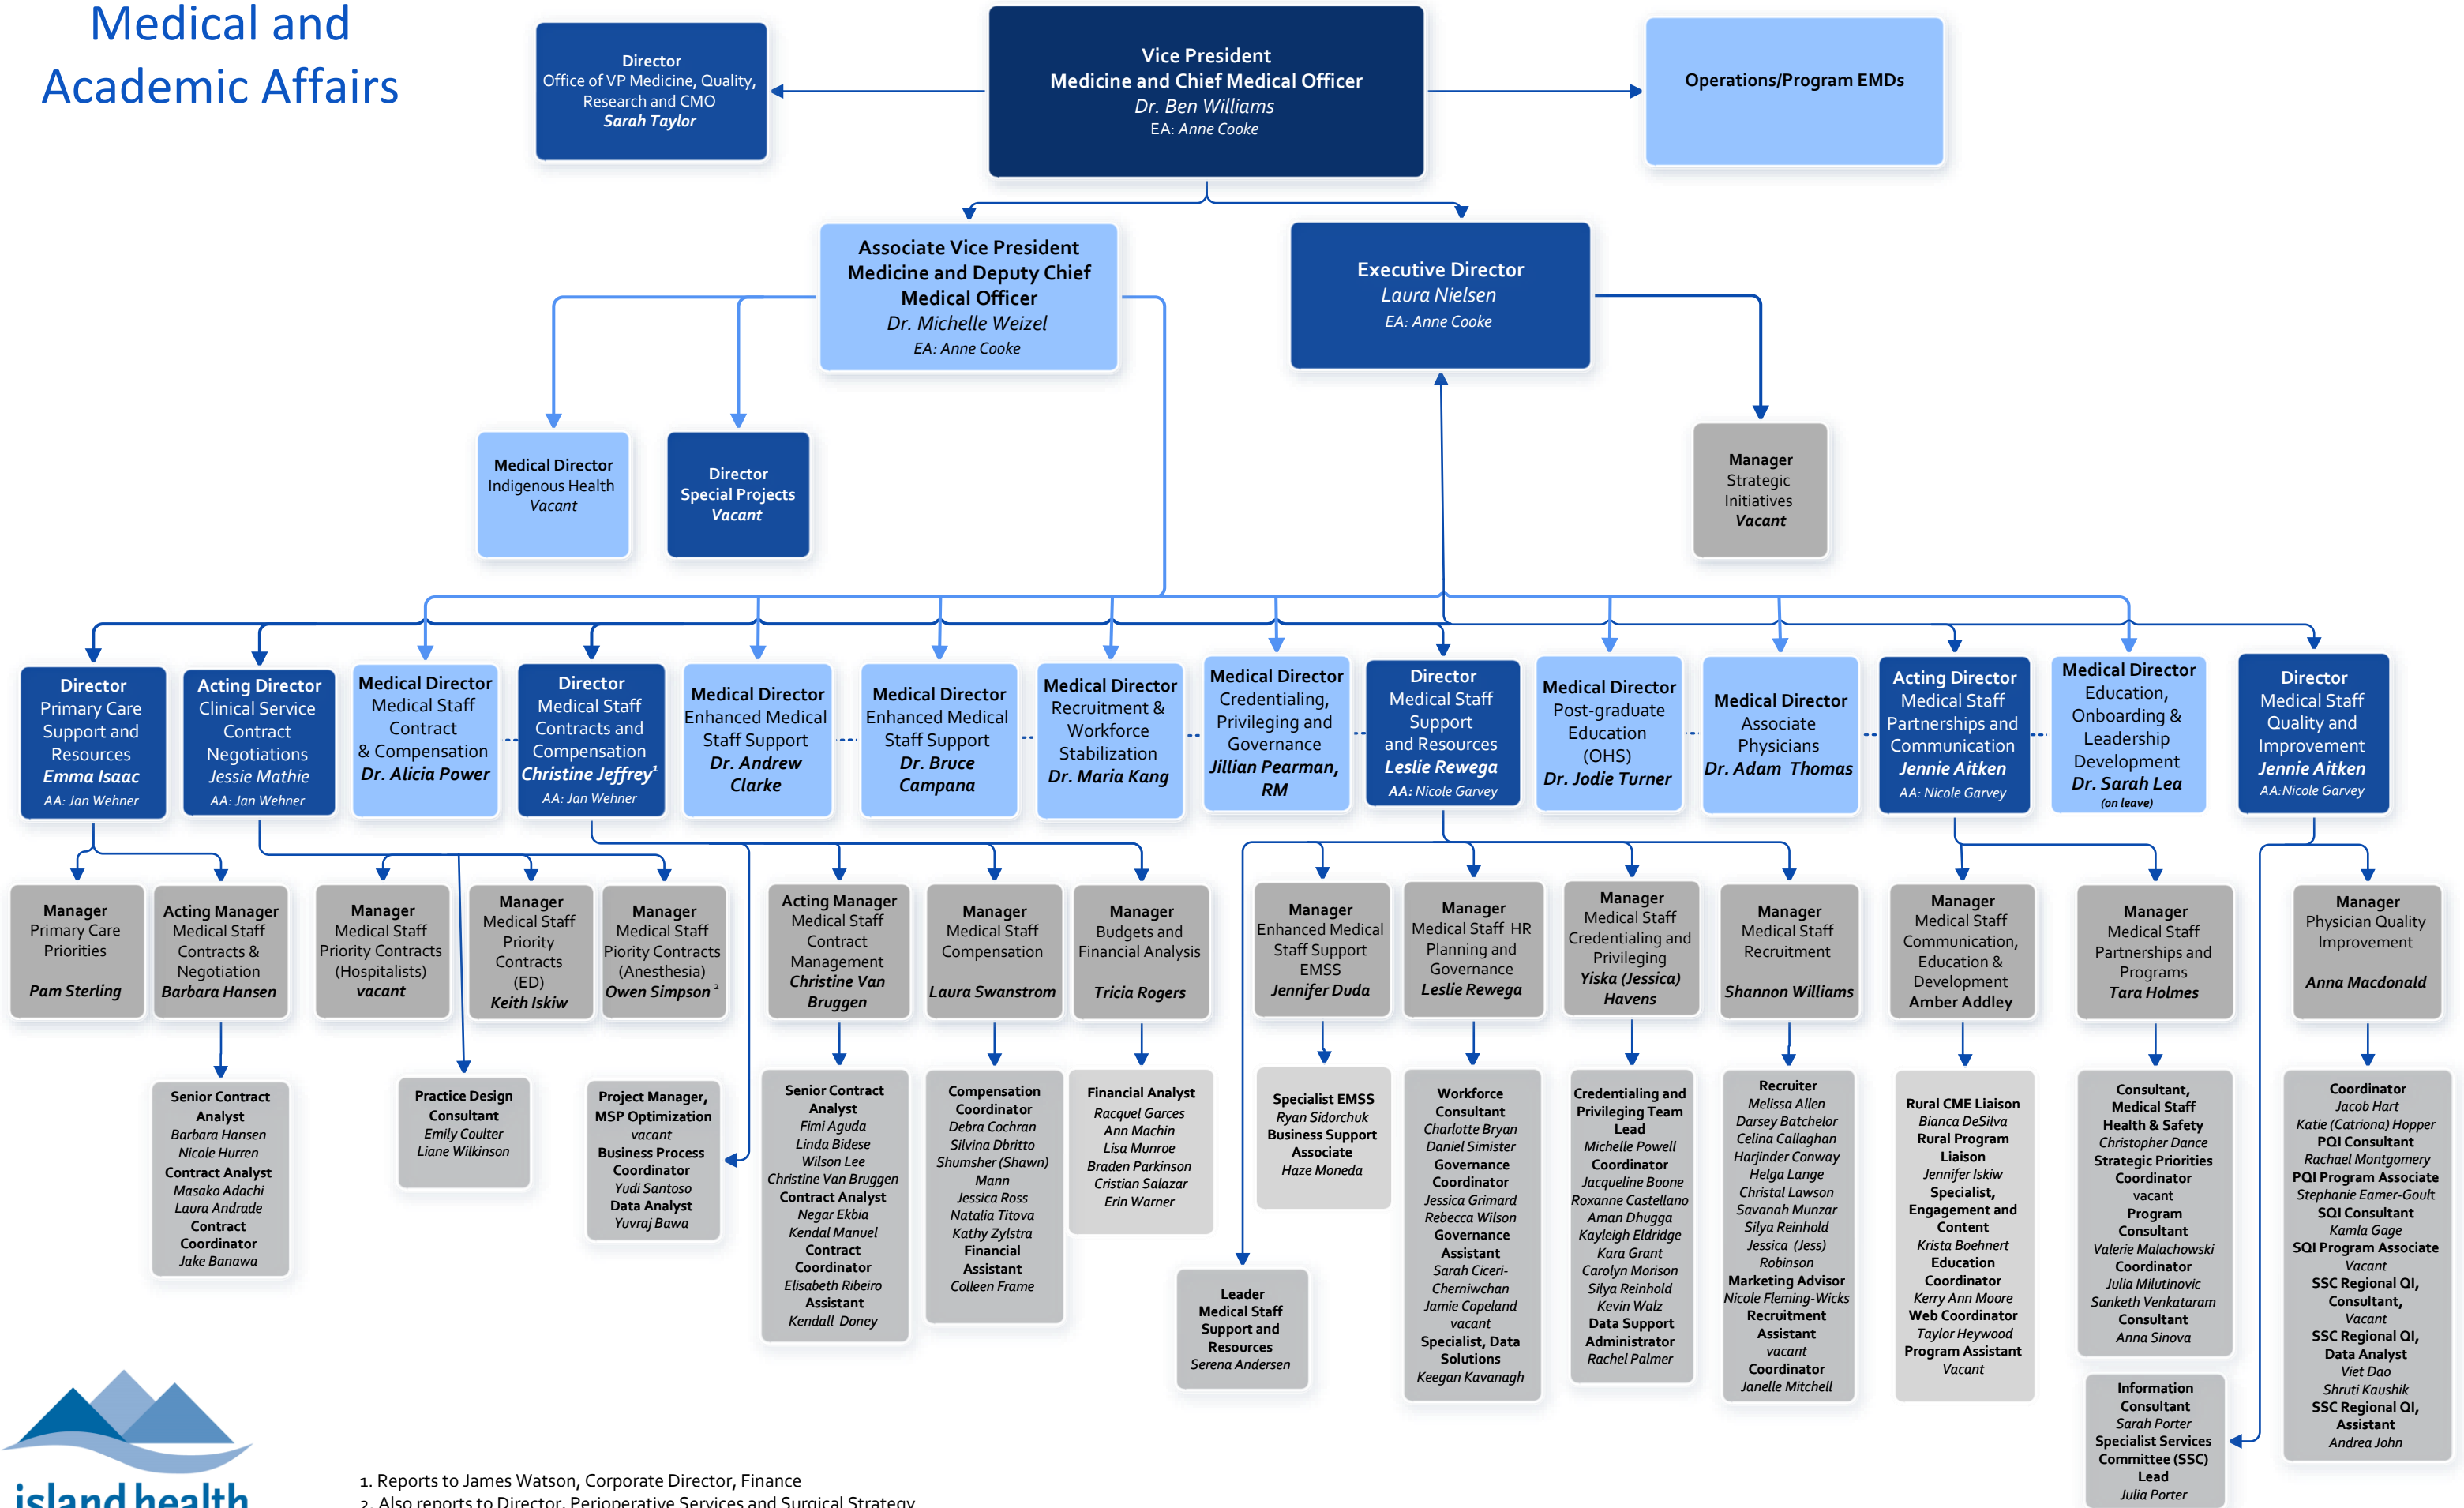 Medical and
Academic Affairs
Director
Office of VP Medicine, Quality,
Research and CMO
Sarah Taylor
Vice President
Medicine and Chief Medical Officer
Dr. Ben Williams
EA: Anne Cooke
Operations/Program EMDs
Associate Vice President
Medicine and Deputy Chief
Medical Officer
Dr. Michelle Weizel
EA: Anne Cooke
Executive Director
Laura Nielsen
EA: Anne Cooke
Medical Director
Indigenous Health
Vacant
Director
Special Projects
Vacant
Manager
Strategic
Initiatives
Vacant
Director
Primary Care
Support and
Resources
Emma Isaac
AA: Jan Wehner
Acting Director
Clinical Service
Contract
Negotiations
Jessie Mathie
AA: Jan Wehner
Medical Director
Medical Staff
Contract
& Compensation
Dr. Alicia Power
Director
Medical Staff
Contracts and
Compensation
Christine Jeffrey1
AA: Jan Wehner
Medical Director
Enhanced Medical
Staff Support
Dr. Andrew
Clarke
Medical Director
Enhanced Medical
Staff Support
Dr. Bruce
Campana
Medical Director
Recruitment &
Workforce
Stabilization
Dr. Maria Kang
Medical Director
Credentialing,
Privileging and
Governance
Jillian Pearman,
RM
Director
Medical Staff
Support
and Resources
Leslie Rewega
AA: Nicole Garvey
Medical Director
Post-graduate
Education
(OHS)
Dr. Jodie Turner
Medical Director
Associate
Physicians
Dr. Adam Thomas
Acting Director
Medical Staff
Partnerships and
Communication
Jennie Aitken
AA: Nicole Garvey
Medical Director
Education,
Onboarding &
Leadership
Development
Dr. Sarah Lea
(on leave)
Director
Medical Staff
Quality and
Improvement
Jennie Aitken
AA:Nicole Garvey
Manager
Primary Care
Priorities
Pam Sterling
Acting Manager
Medical Staff
Contracts &
Negotiation
Barbara Hansen
Manager
Medical Staff
Priority Contracts
(Hospitalists)
vacant
Manager
Medical Staff
Priority
Contracts
(ED)
Keith Iskiw
Manager
Medical Staff
Piority Contracts
(Anesthesia)
Owen Simpson 2
Acting Manager
Medical Staff
Contract
Management
Christine Van
Bruggen
Manager
Medical Staff
Compensation
Laura Swanstrom
Manager
Budgets and
Financial Analysis
Tricia Rogers
Manager
Enhanced Medical
Staff Support
EMSS
Jennifer Duda
Manager
Medical Staff HR
Planning and
Governance
Leslie Rewega
Manager
Medical Staff
Credentialing and
Privileging
Yiska (Jessica)
Havens
Manager
Medical Staff
Recruitment
Shannon Williams
Manager
Medical Staff
Communication,
Education &
Development
Amber Addley
Manager
Medical Staff
Partnerships and
Programs
Tara Holmes
Manager
Physician Quality
Improvement
Anna Macdonald
Senior Contract
Analyst
Barbara Hansen
Nicole Hurren
Contract Analyst
Masako Adachi
Laura Andrade
Contract
Coordinator
Jake Banawa
Practice Design
Consultant
Emily Coulter
Liane Wilkinson
Project Manager,
MSP Optimization
vacant
Business Process
Coordinator
Yudi Santoso
Data Analyst
Yuvraj Bawa
Senior Contract
Analyst
Fimi Aguda
Linda Bidese
Wilson Lee
Christine Van Bruggen
Contract Analyst
Negar Ekbia
Kendal Manuel
Contract
Coordinator
Elisabeth Ribeiro
Assistant
Kendall Doney
Compensation
Coordinator
Debra Cochran
Silvina Dbritto
Shumsher (Shawn)
Mann
Jessica Ross
Natalia Titova
Kathy Zylstra
Financial
Assistant
Colleen Frame
Financial Analyst
Racquel Garces
Ann Machin
Lisa Munroe
Braden Parkinson
Cristian Salazar
Erin Warner
Leader
Medical Staff
Support and
Resources
Serena Andersen
Specialist EMSS
Ryan Sidorchuk
Business Support
Associate
Haze Moneda
Workforce
Consultant
Charlotte Bryan
Daniel Simister
Governance
Coordinator
Jessica Grimard
Rebecca Wilson
Governance
Assistant
Sarah Ciceri-
Cherniwchan
Jamie Copeland
vacant
Specialist, Data
Solutions
Keegan Kavanagh
Credentialing and
Privileging Team
Lead
Michelle Powell
Coordinator
Jacqueline Boone
Roxanne Castellano
Aman Dhugga
Kayleigh Eldridge
Kara Grant
Carolyn Morison
Silya Reinhold
Kevin Walz
Data Support
Administrator
Rachel Palmer
Recruiter
Melissa Allen
Darsey Batchelor
Celina Callaghan
Harjinder Conway
Helga Lange
Christal Lawson
Savanah Munzar
Silya Reinhold
Jessica (Jess)
Robinson
Marketing Advisor
Nicole Fleming-Wicks
Recruitment
Assistant
vacant
Coordinator
Janelle Mitchell
Rural CME Liaison
Bianca DeSilva
Rural Program
Liaison
Jennifer Iskiw
Specialist,
Engagement and
Content
Krista Boehnert
Education
Coordinator
Kerry Ann Moore
Web Coordinator
Taylor Heywood
Program Assistant
Vacant
Consultant,
Medical Staff
Health & Safety
Christopher Dance
Strategic Priorities
Coordinator
vacant
Program
Consultant
Valerie Malachowski
Coordinator
Julia Milutinovic
Sanketh Venkataram
Consultant
Anna Sinova
Information
Consultant
Sarah Porter
Specialist Services
Committee (SSC)
Lead
Julia Porter
Coordinator
Jacob Hart
Katie (Catriona) Hopper
PQI Consultant
Rachael Montgomery
PQI Program Associate
Stephanie Eamer-Goult
SQI Consultant
Kamla Gage
SQI Program Associate
Vacant
SSC Regional QI,
Consultant,
Vacant
SSC Regional QI,
Data Analyst
Viet Dao
Shruti Kaushik
SSC Regional QI,
Assistant
Andrea John
island health
1. Reports to James Watson, Corporate Director, Finance
2. Also reports to Director, Perioperative Services and Surgical Strategy